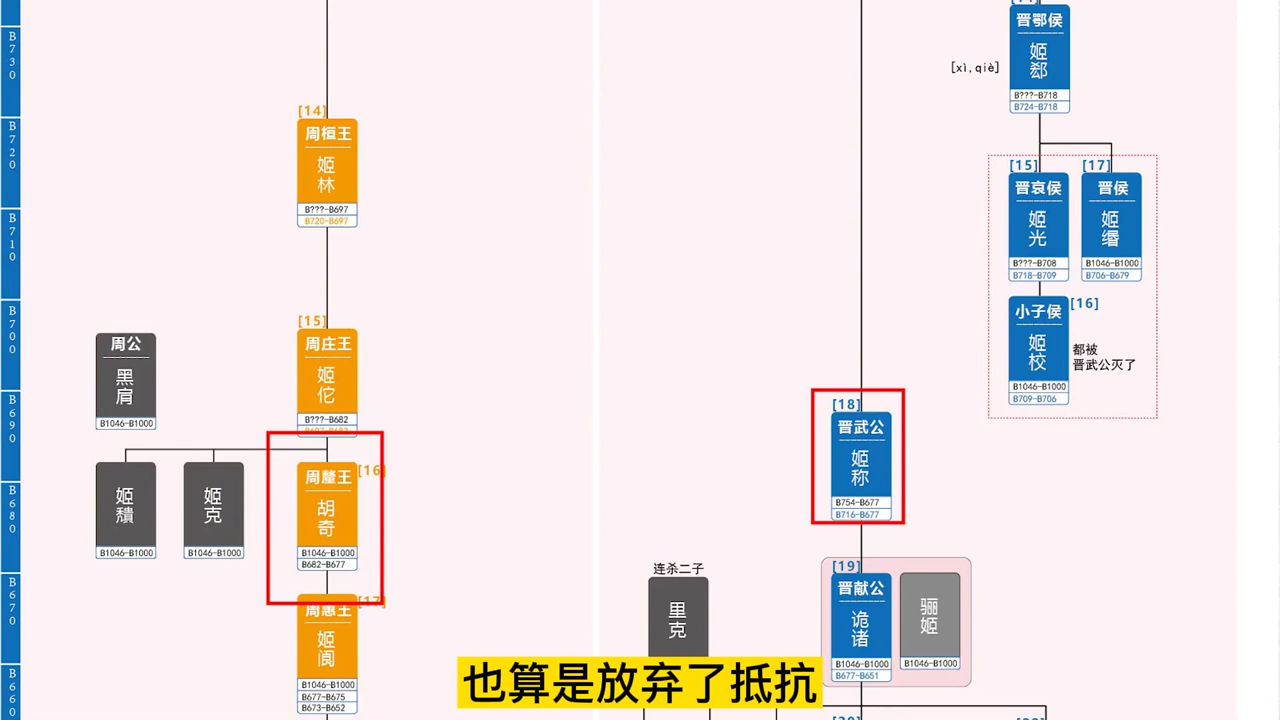 B730
B720
B710
B700
B690
B680
B670
B660
[14]
周桓王
姬林
B???-B697
B720-B697
[15]
周庄王
姬佗
B???-B682
周公
黑肩
B1046-B1000
姬頽
B1046-B1000
姬克
B1046-B1000
[16]
周釐王
胡奇
B1046-B1000
B682-B677
[17]
周惠王
姬阆
B1046-B1000
B677-B675
B673-B652
晋鄂侯
[xì,qiè]
姬郄
B???-B718
B724-B718
[15]
晋哀侯
姬光
B???-B708
B718-B709
[17]
晋侯
姬缗
B1046-B1000
B706-B679
[16]
小子侯
姬校
B1046-B1000
B709-B706
都被
晋武公灭了
[18]
晋武公
姬称
B754-B677
B716-B677
连杀二子
里克
[19]
晋献公
诡诸
B1046-B1000
B677-B651
骊姬
B1046-B1000
也算是放弃了抵抗